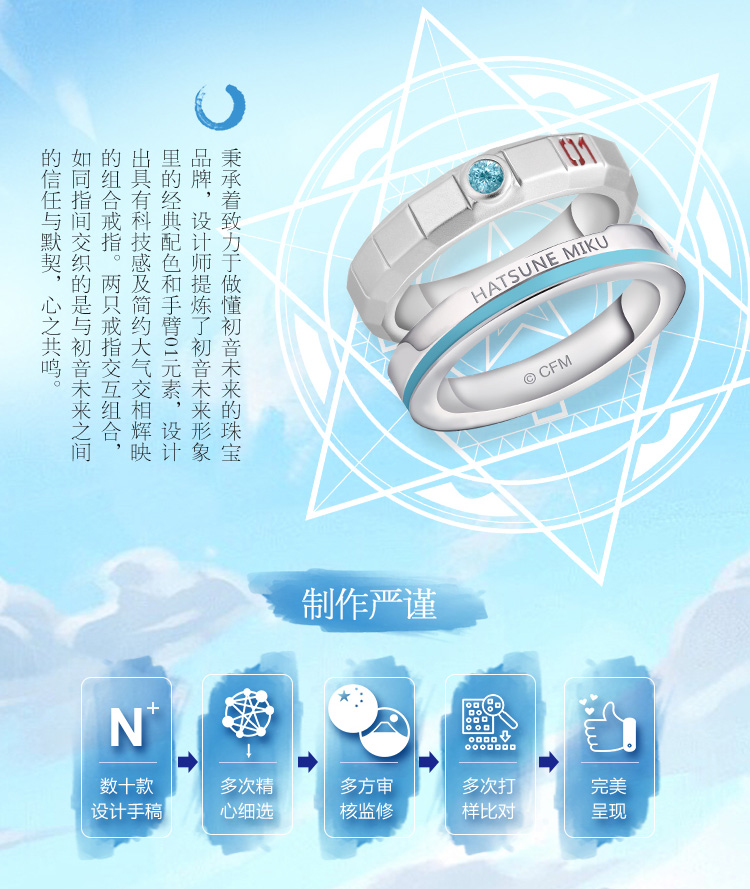 秉承着致力于做懂初音未来的珠宝
品牌，设计师提炼了初音未来形象
里的经典配色和手臂01元素，设计
出具有科技感及简约大气交相辉映
的组合戒指。两只戒指交互组合，
如同指间交织的是与初音未来之间
的信任与默契，心之共鸣。
01
HATSUNE MIKU
© CFM
制作严谨
N+
数十款
设计手稿
多次精
心细选
多方审
核监修
多次打
样比对
完美
呈现